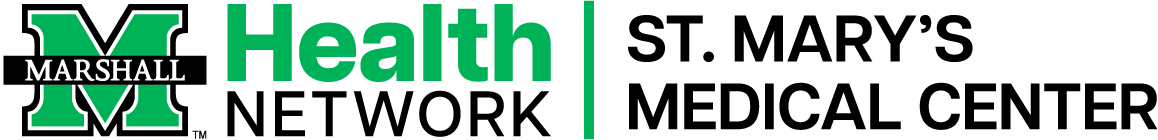 M
MARSHALL
TM
Health
NETWORK
ST. MARY’S
MEDICAL CENTER